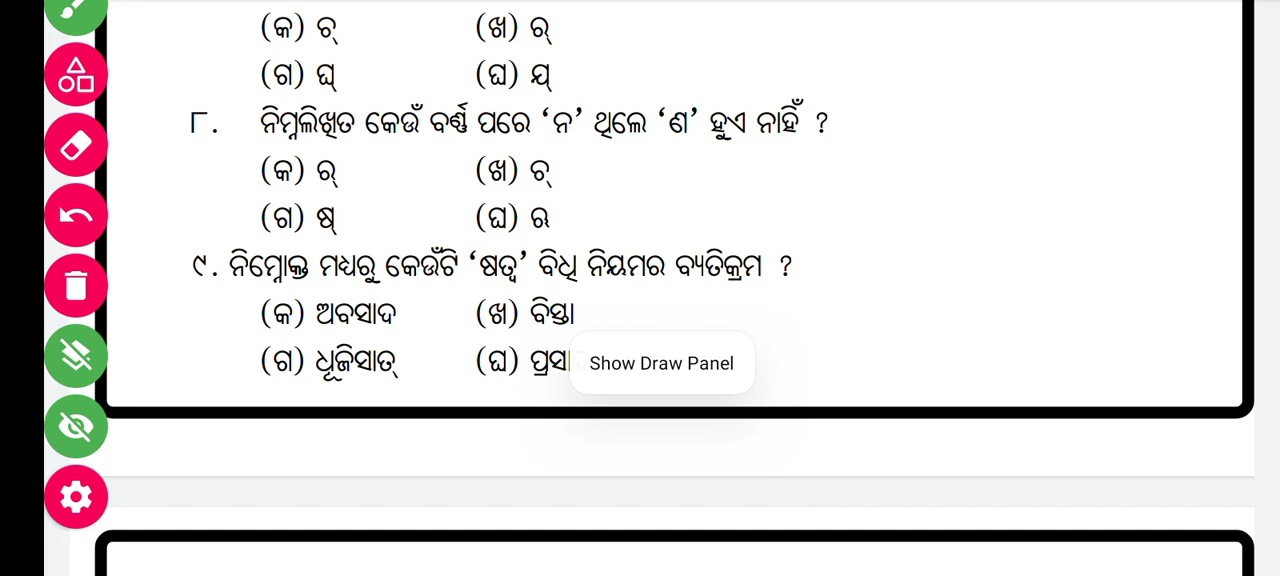 (କ) ଚ୍ (ଖ) ର୍
(ଗ) ଘ୍ (ଘ) ଯ୍
୮. ନିମ୍ନଲିଖିତ କେଉଁ ବର୍ଣ୍ଣ ପରେ ‘ନ’ ଥିଲେ ‘ଣ’ ହୁଏ ନାହିଁ ?
(କ) ର୍ (ଖ) ଚ୍
(ଗ) ଷ୍ (ଘ) ଋ
୯. ନିମ୍ନୋକ୍ତ ମଧ୍ୟରୁ କେଉଁଟି ‘ଷତ୍ୱ’ ବିଧି ନିୟମର ବ୍ୟତିକ୍ରମ ?
(କ) ଅବସାଦ (ଖ) ବିସ୍ତା
(ଗ) ଧୂଳିସାତ୍ (ଘ)
Show Draw Panel